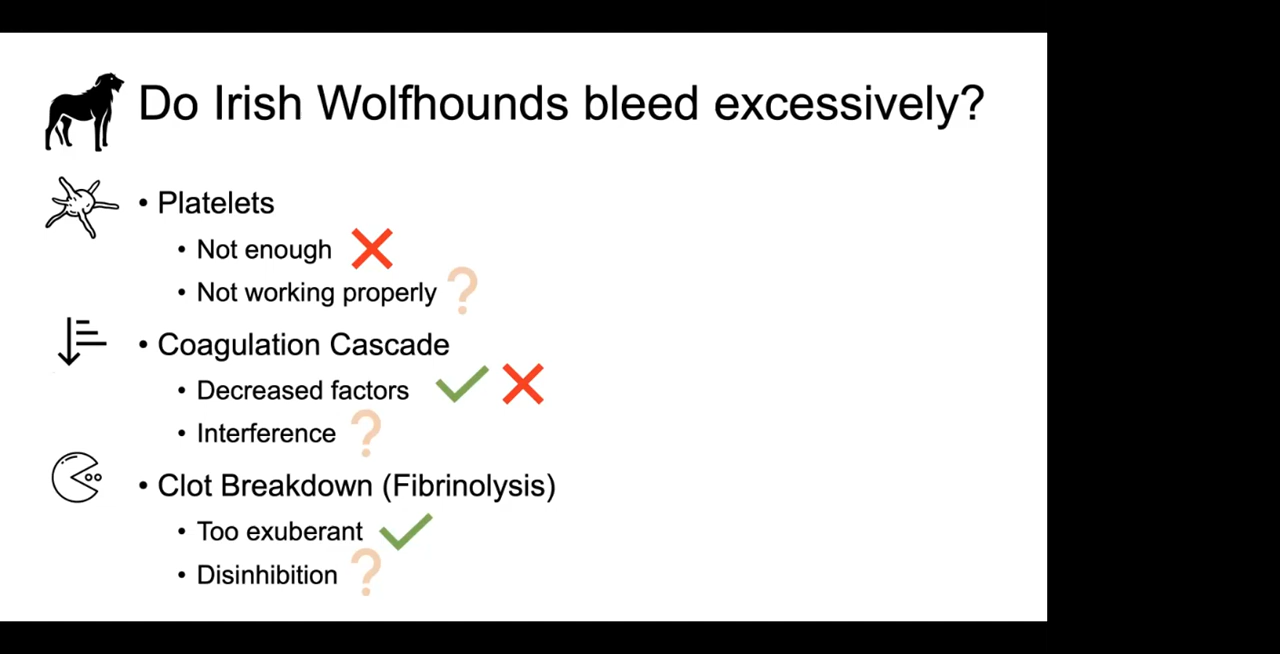 Do Irish Wolfhounds bleed excessively?
• Platelets
• Not enough ❌
• Not working properly ?
• Coagulation Cascade
• Decreased factors ✓ ❌
• Interference ?
• Clot Breakdown (Fibrinolysis)
• Too exuberant ✓
• Disinhibition ?